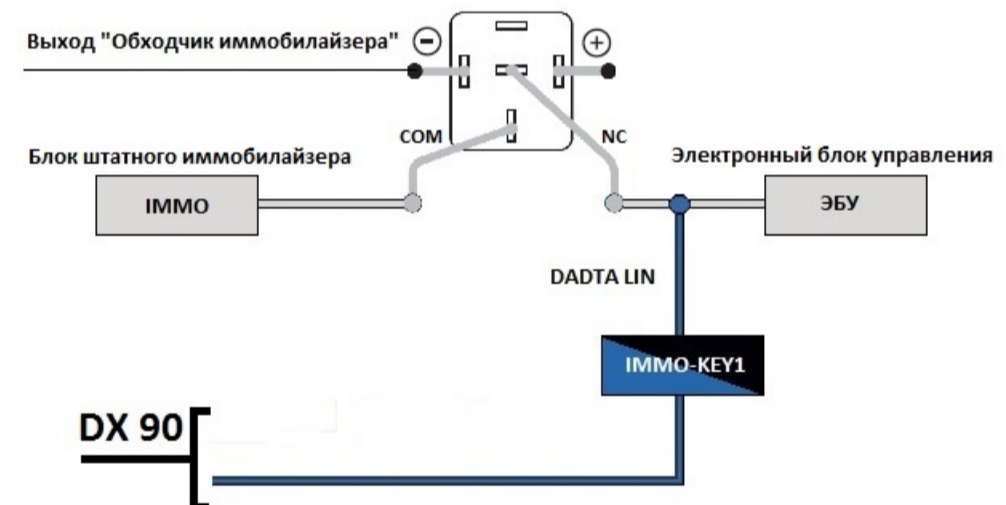 Выход "Обходчик иммобилайзера" - +
COM NC
Блок штатного иммобилайзера Электронный блок управления
IMMO ЭБУ
DADTA LIN
IMMO-KEY1
DX 90